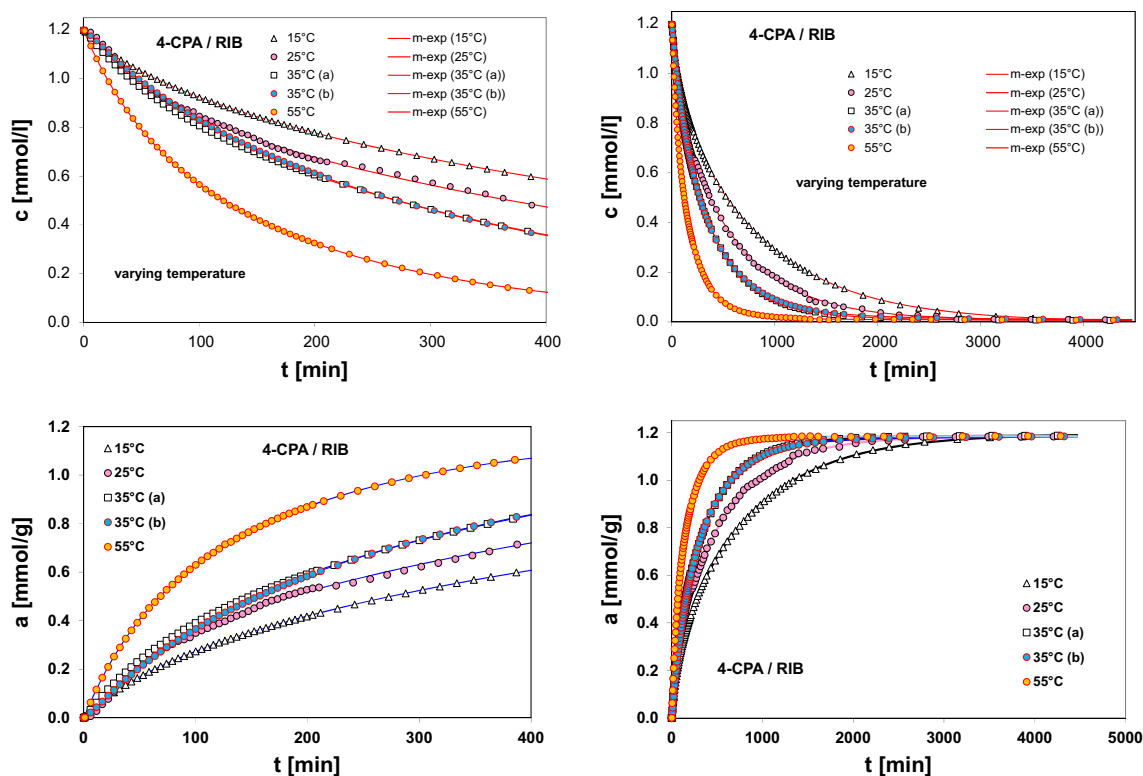 4-CPA / RIB
15°C
m-exp (15°C)
25°C
m-exp (25°C)
35°C (a)
m-exp (35°C (a))
35°C (b)
m-exp (35°C (b))
55°C
m-exp (55°C)
varying temperature
c [mmol/l]
1.2
1.0
0.8
0.6
0.4
0.2
0.0
0
100
200
300
400
t [min]
4-CPA / RIB
15°C
m-exp (15°C)
25°C
m-exp (25°C)
35°C (a)
m-exp (35°C (a))
35°C (b)
m-exp (35°C (b))
55°C
m-exp (55°C)
varying temperature
c [mmol/l]
1.2
1.0
0.8
0.6
0.4
0.2
0.0
0
1000
2000
3000
4000
t [min]
4-CPA / RIB
15°C
25°C
35°C (a)
35°C (b)
55°C
a [mmol/g]
1.2
1.0
0.8
0.6
0.4
0.2
0.0
0
100
200
300
400
t [min]
4-CPA / RIB
15°C
25°C
35°C (a)
35°C (b)
55°C
a [mmol/g]
1.2
1.0
0.8
0.6
0.4
0.2
0.0
0
1000
2000
3000
4000
5000
t [min]